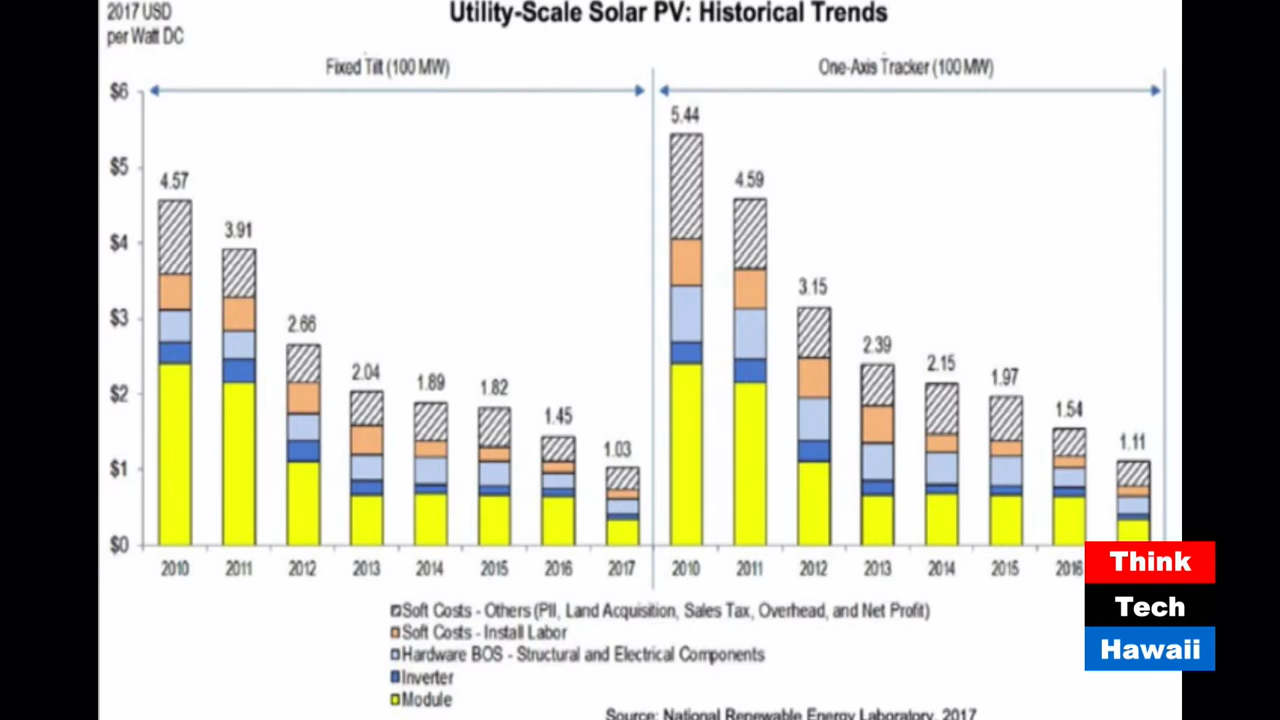 2017 USD
per Watt DC
Utility-Scale Solar PV: Historical Trends
Fixed Tilt (100 MW)
One-Axis Tracker (100 MW)
$6
$5
$4
$3
$2
$1
$0
4.57
3.91
2.66
2.04
1.89
1.82
1.45
1.03
5.44
4.59
3.15
2.39
2.15
1.97
1.54
1.11
2010 2011 2012 2013 2014 2015 2016 2017 2010 2011 2012 2013 2014 2015 2016
Soft Costs - Others (PII, Land Acquisition, Sales Tax, Overhead, and Net Profit)
Soft Costs - Install Labor
Hardware BOS - Structural and Electrical Components
Inverter
Module
Source: National Renewable Energy Laboratory, 2017
Think
Tech
Hawaii